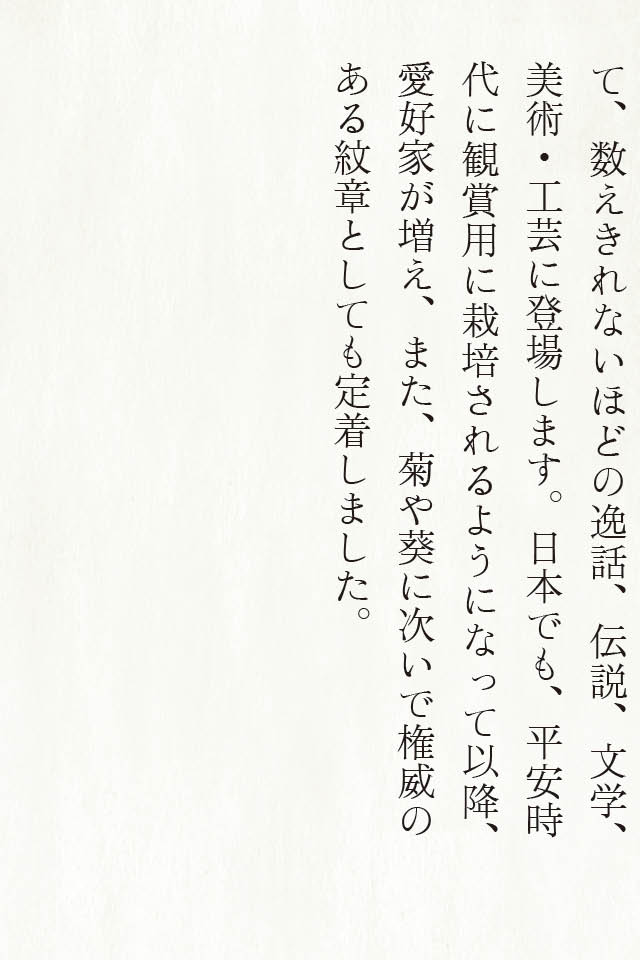 て、数えきれないほどの逸話、伝説、文学、
美術・工芸に登場します。日本でも、平安時
代に観賞用に栽培されるようになって以降、
愛好家が増え、また、菊や葵に次いで権威の
ある紋章としても定着しました。